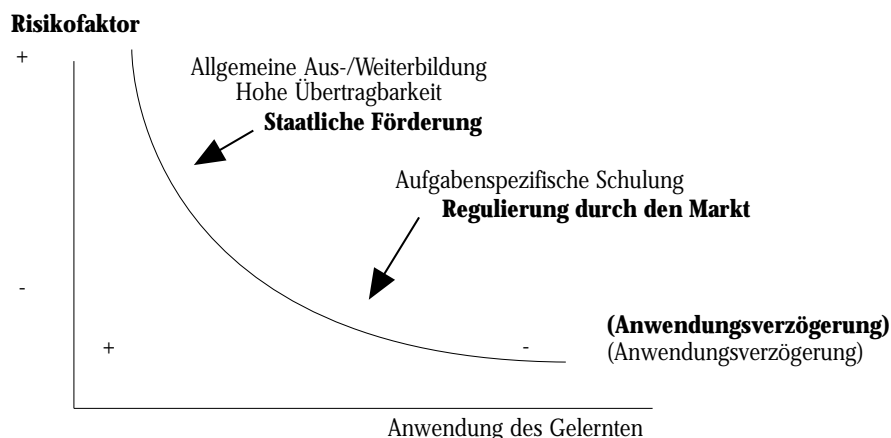 Risikofaktor
+
Allgemeine Aus-/Weiterbildung
Hohe Übertragbarkeit
Staatliche Förderung
Aufgabenspezifische Schulung
Regulierung durch den Markt
-
(Anwendungsverzögerung)
+
-
(Anwendungsverzögerung)
Anwendung des Gelernten